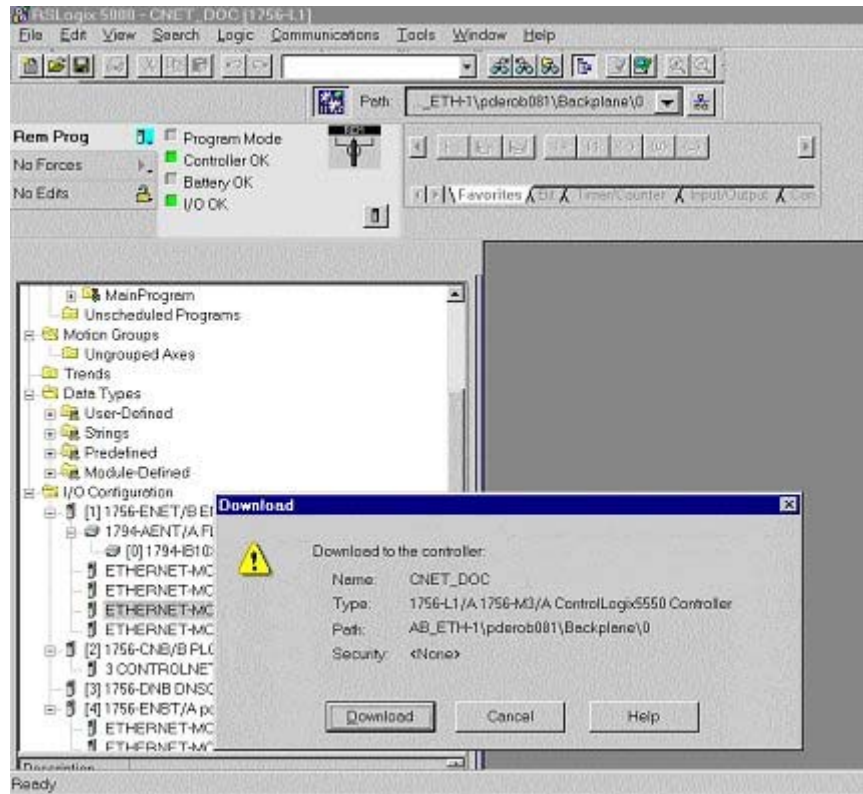 RSLogix 5000 - CNET_DOC [1756-L1]
File Edit View Search Logic Communications Tools Window Help
Path: _ETH-1\pderob081\Backplane\0
Rem Prog
No Forces
No Edits
Program Mode
Controller OK
Battery OK
I/O OK
REM
Favorites Bit Timer/Counter Input/Output Con
MainProgram
Unscheduled Programs
Motion Groups
Ungrouped Axes
Trends
Data Types
User-Defined
Strings
Predefined
Module-Defined
I/O Configuration
[1] 1756-ENET/B
1794-AENT/A
[0] 1794-IB10
ETHERNET-MC
ETHERNET-MC
ETHERNET-MC
ETHERNET-MC
[2] 1756-CNB/B
3 CONTROLNET
[3] 1756-DNB DNSC
[4] 1756-ENBT/A
ETHERNET-MC
ETHERNET-MC
Description
Download
Download to the controller:
Name: CNET_DOC
Type: 1756-L1/A 1756-M3/A ControlLogix5550 Controller
Path: AB_ETH-1\pderob081\Backplane\0
Security: <None>
Download Cancel Help
Ready